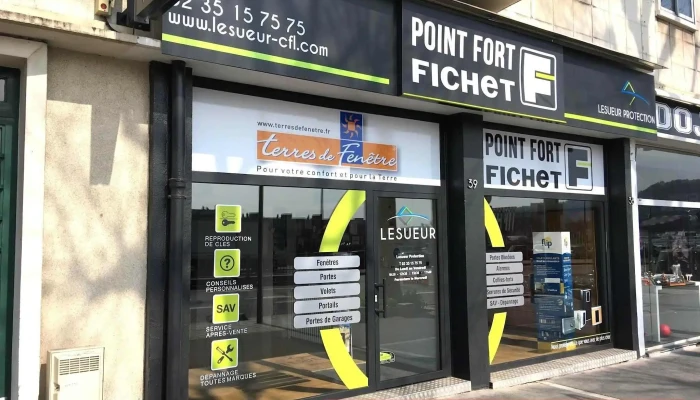 02 35 15 75 75
www.lesueur-cfl.com
POINT FORT
FICHET
F
LESUEUR PROTECTION
DO
www.terresdefenetre.fr
terres de Fenêtre
Pour votre confort et pour la Terre
39
POINT FORT
FICHET
F
REPRODUCTION
DE CLÉS
CONSEILS
PERSONNALISÉS
SAV
SERVICE
APRÈS-VENTE
DÉPANNAGE
TOUTES MARQUES
Fenêtres
Portes
Volets
Portails
Portes de Garages
LESUEUR
Lesueur Protection
Portes Blindées
Alarmes
Coffres-forts
Serrures de Sécurité
SAV - Dépannage